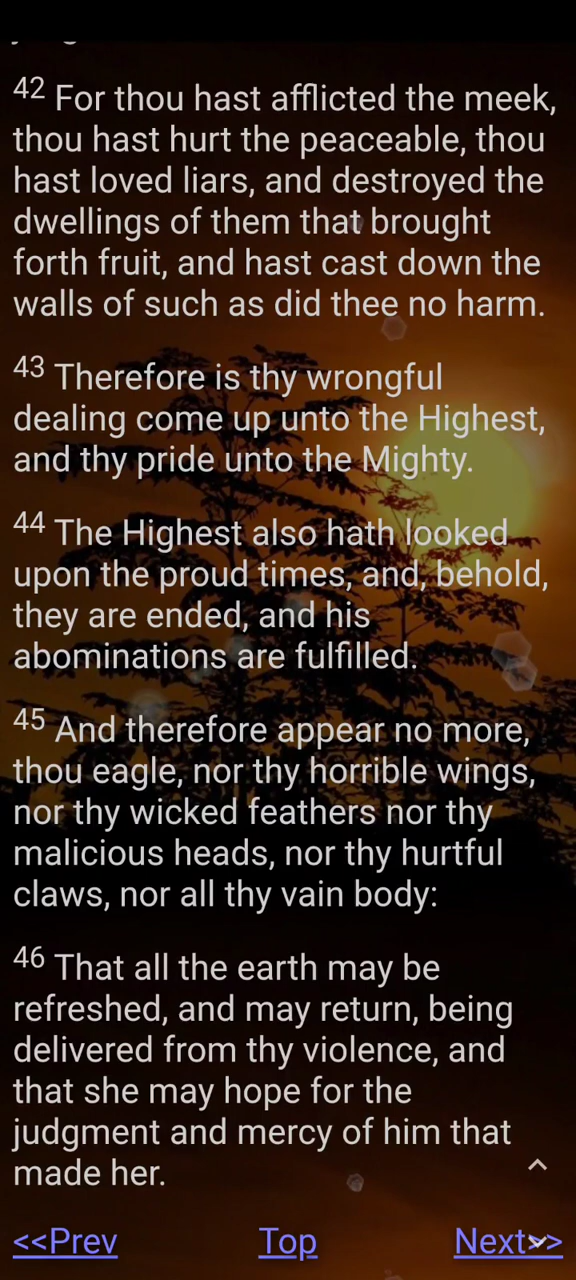 42 For thou hast afflicted the meek,
thou hast hurt the peaceable, thou
hast loved liars, and destroyed the
dwellings of them that brought
forth fruit, and hast cast down the
walls of such as did thee no harm.
43 Therefore is thy wrongful
dealing come up unto the Highest,
and thy pride unto the Mighty.
44 The Highest also hath looked
upon the proud times, and, behold,
they are ended, and his
abominations are fulfilled.
45 And therefore appear no more,
thou eagle, nor thy horrible wings,
nor thy wicked feathers nor thy
malicious heads, nor thy hurtful
claws, nor all thy vain body:
46 That all the earth may be
refreshed, and may return, being
delivered from thy violence, and
that she may hope for the
judgment and mercy of him that
made her.
<<Prev Top Next>>